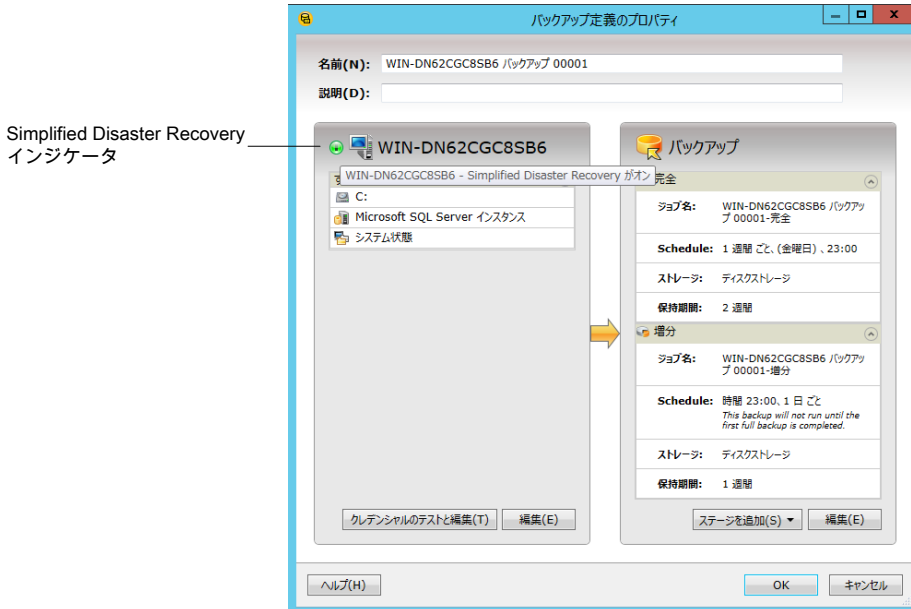 バックアップ定義のプロパティ
名前(N): WIN-DN62CGC8SB6 バックアップ 00001
説明(D):
Simplified Disaster Recovery
インジケータ
WIN-DN62CGC8SB6
WIN-DN62CGC8SB6 - Simplified Disaster Recovery がオン
C:
Microsoft SQL Server インスタンス
システム状態
クレデンシャルのテストと編集(T)
編集(E)
バックアップ
完全
ジョブ名: WIN-DN62CGC8SB6 バックアッ
プ 00001-完全
Schedule: 1 週間 ごと、(金曜日) 、23:00
ストレージ: ディスクストレージ
保持期間: 2 週間
増分
ジョブ名: WIN-DN62CGC8SB6 バックアッ
プ 00001-増分
Schedule: 時間 23:00、1 日 ごと
This backup will not run until the
first full backup is completed.
ストレージ: ディスクストレージ
保持期間: 1 週間
ステージを追加(S)
編集(E)
ヘルプ(H)
OK
キャンセル